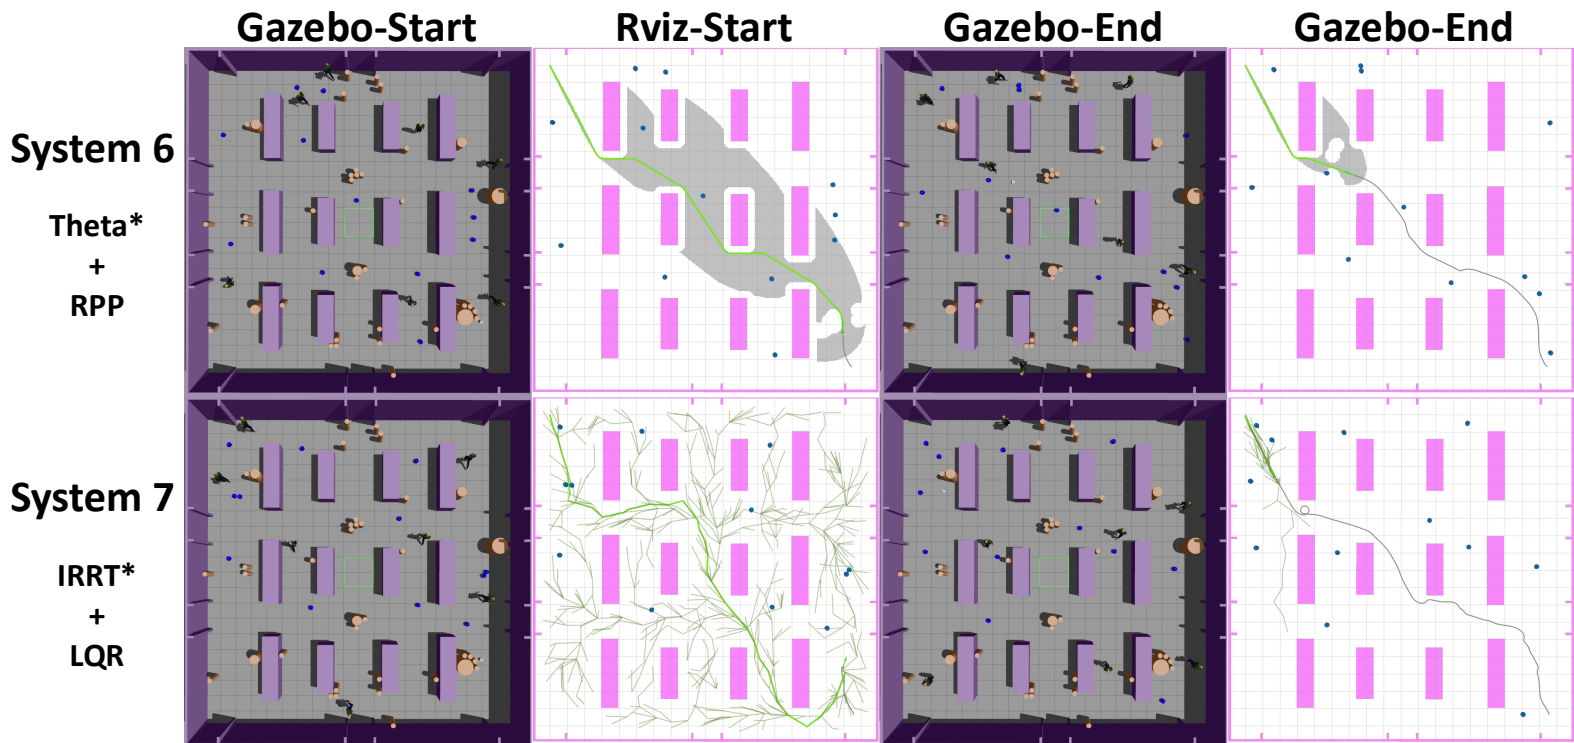 Gazebo-Start Rviz-Start Gazebo-End Gazebo-End
System 6
Theta*
+
RPP
System 7
IRRT*
+
LQR